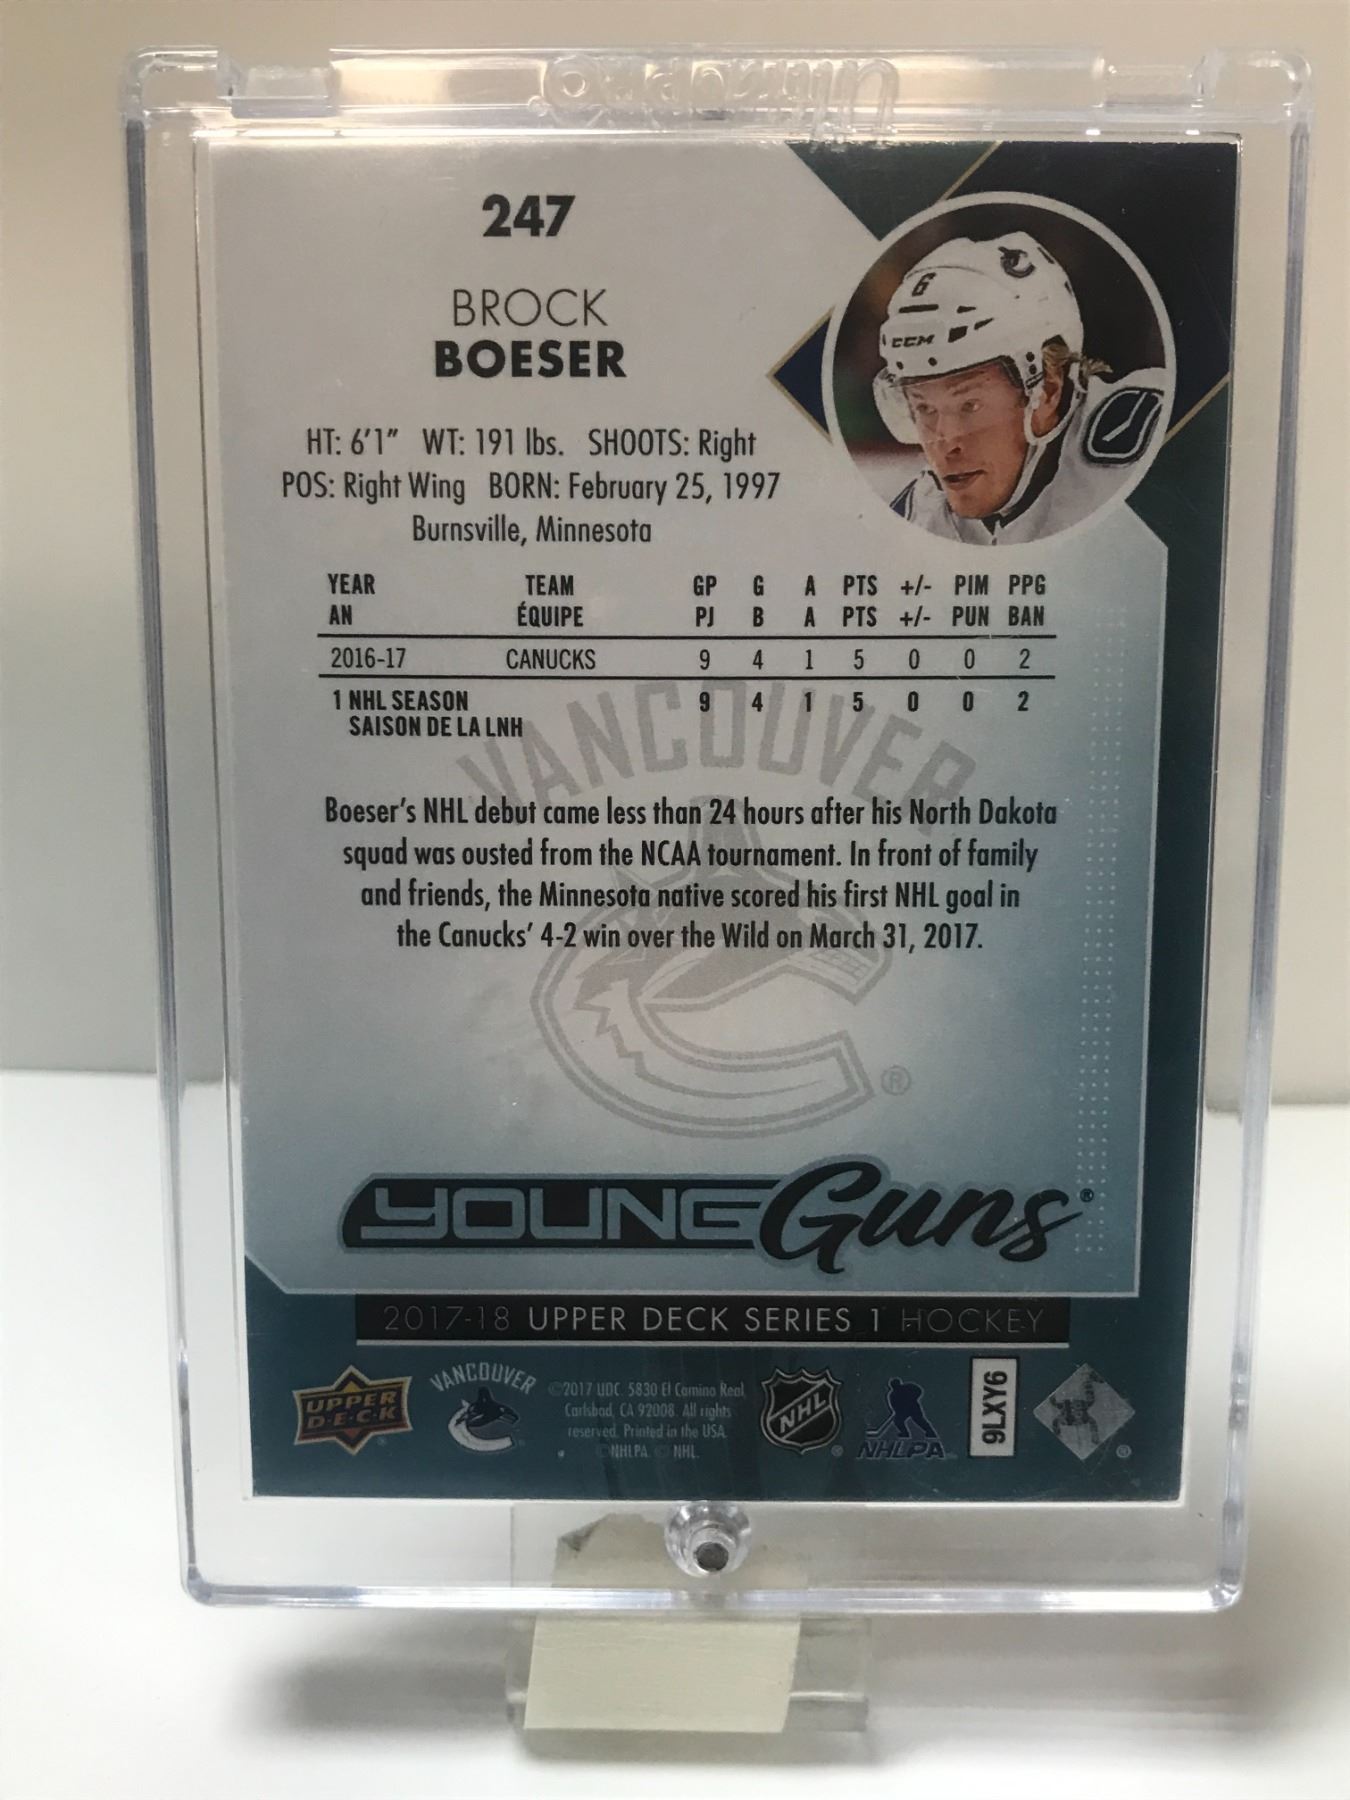 ultra·pro.
247
BROCK
BOESER
6
CCM
HT: 6'1" WT: 191 lbs. SHOOTS: Right
POS: Right Wing BORN: February 25, 1997
Burnsville, Minnesota
YEAR TEAM GP G A PTS +/- PIM PPG
AN ÉQUIPE PJ B A PTS +/- PUN BAN
2016-17 CANUCKS 9 4 1 5 0 0 2
1 NHL SEASON 9 4 1 5 0 0 2
SAISON DE LA LNH
VANCOUVER
Boeser's NHL debut came less than 24 hours after his North Dakota
squad was ousted from the NCAA tournament. In front of family
and friends, the Minnesota native scored his first NHL goal in
the Canucks' 4-2 win over the Wild on March 31, 2017.
®
YOUNG Guns®
2017-18 UPPER DECK SERIES 1 HOCKEY
UPPER
D·E·C·K
®
VANCOUVER
©2017 UDC. 5830 El Camino Real,
Carlsbad, CA 92008. All rights
reserved. Printed in the USA.
©NHLPA. © NHL.
NHL
®
NHLPA
9LXY6
®